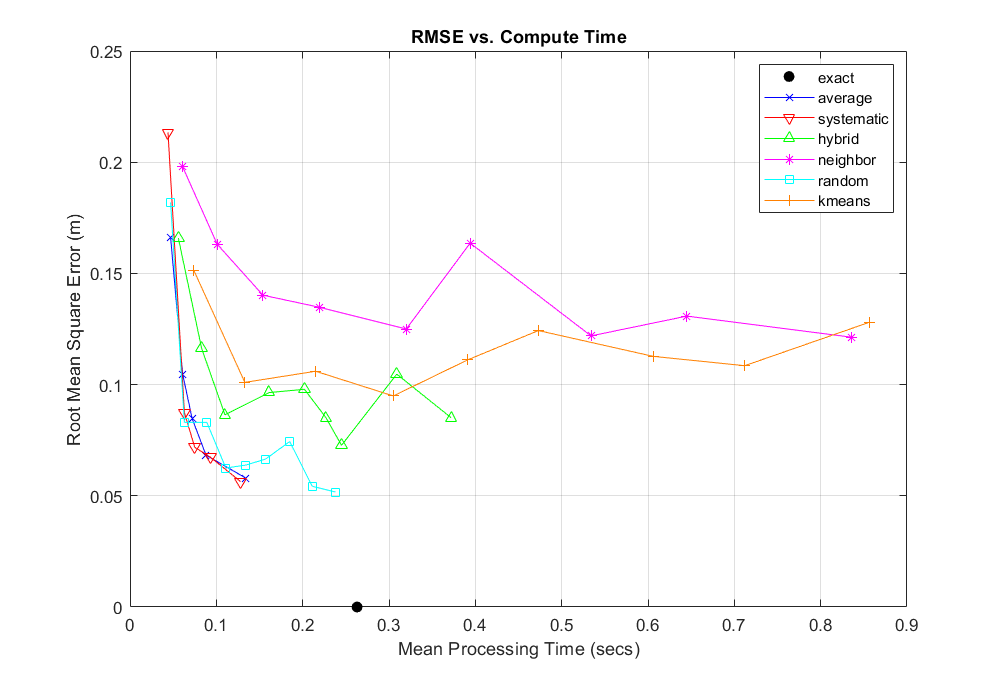 RMSE vs. Compute Time
0.25
0.2
0.15
0.1
0.05
0
Root Mean Square Error (m)
exact
average
systematic
hybrid
neighbor
random
kmeans
0 0.1 0.2 0.3 0.4 0.5 0.6 0.7 0.8 0.9
Mean Processing Time (secs)